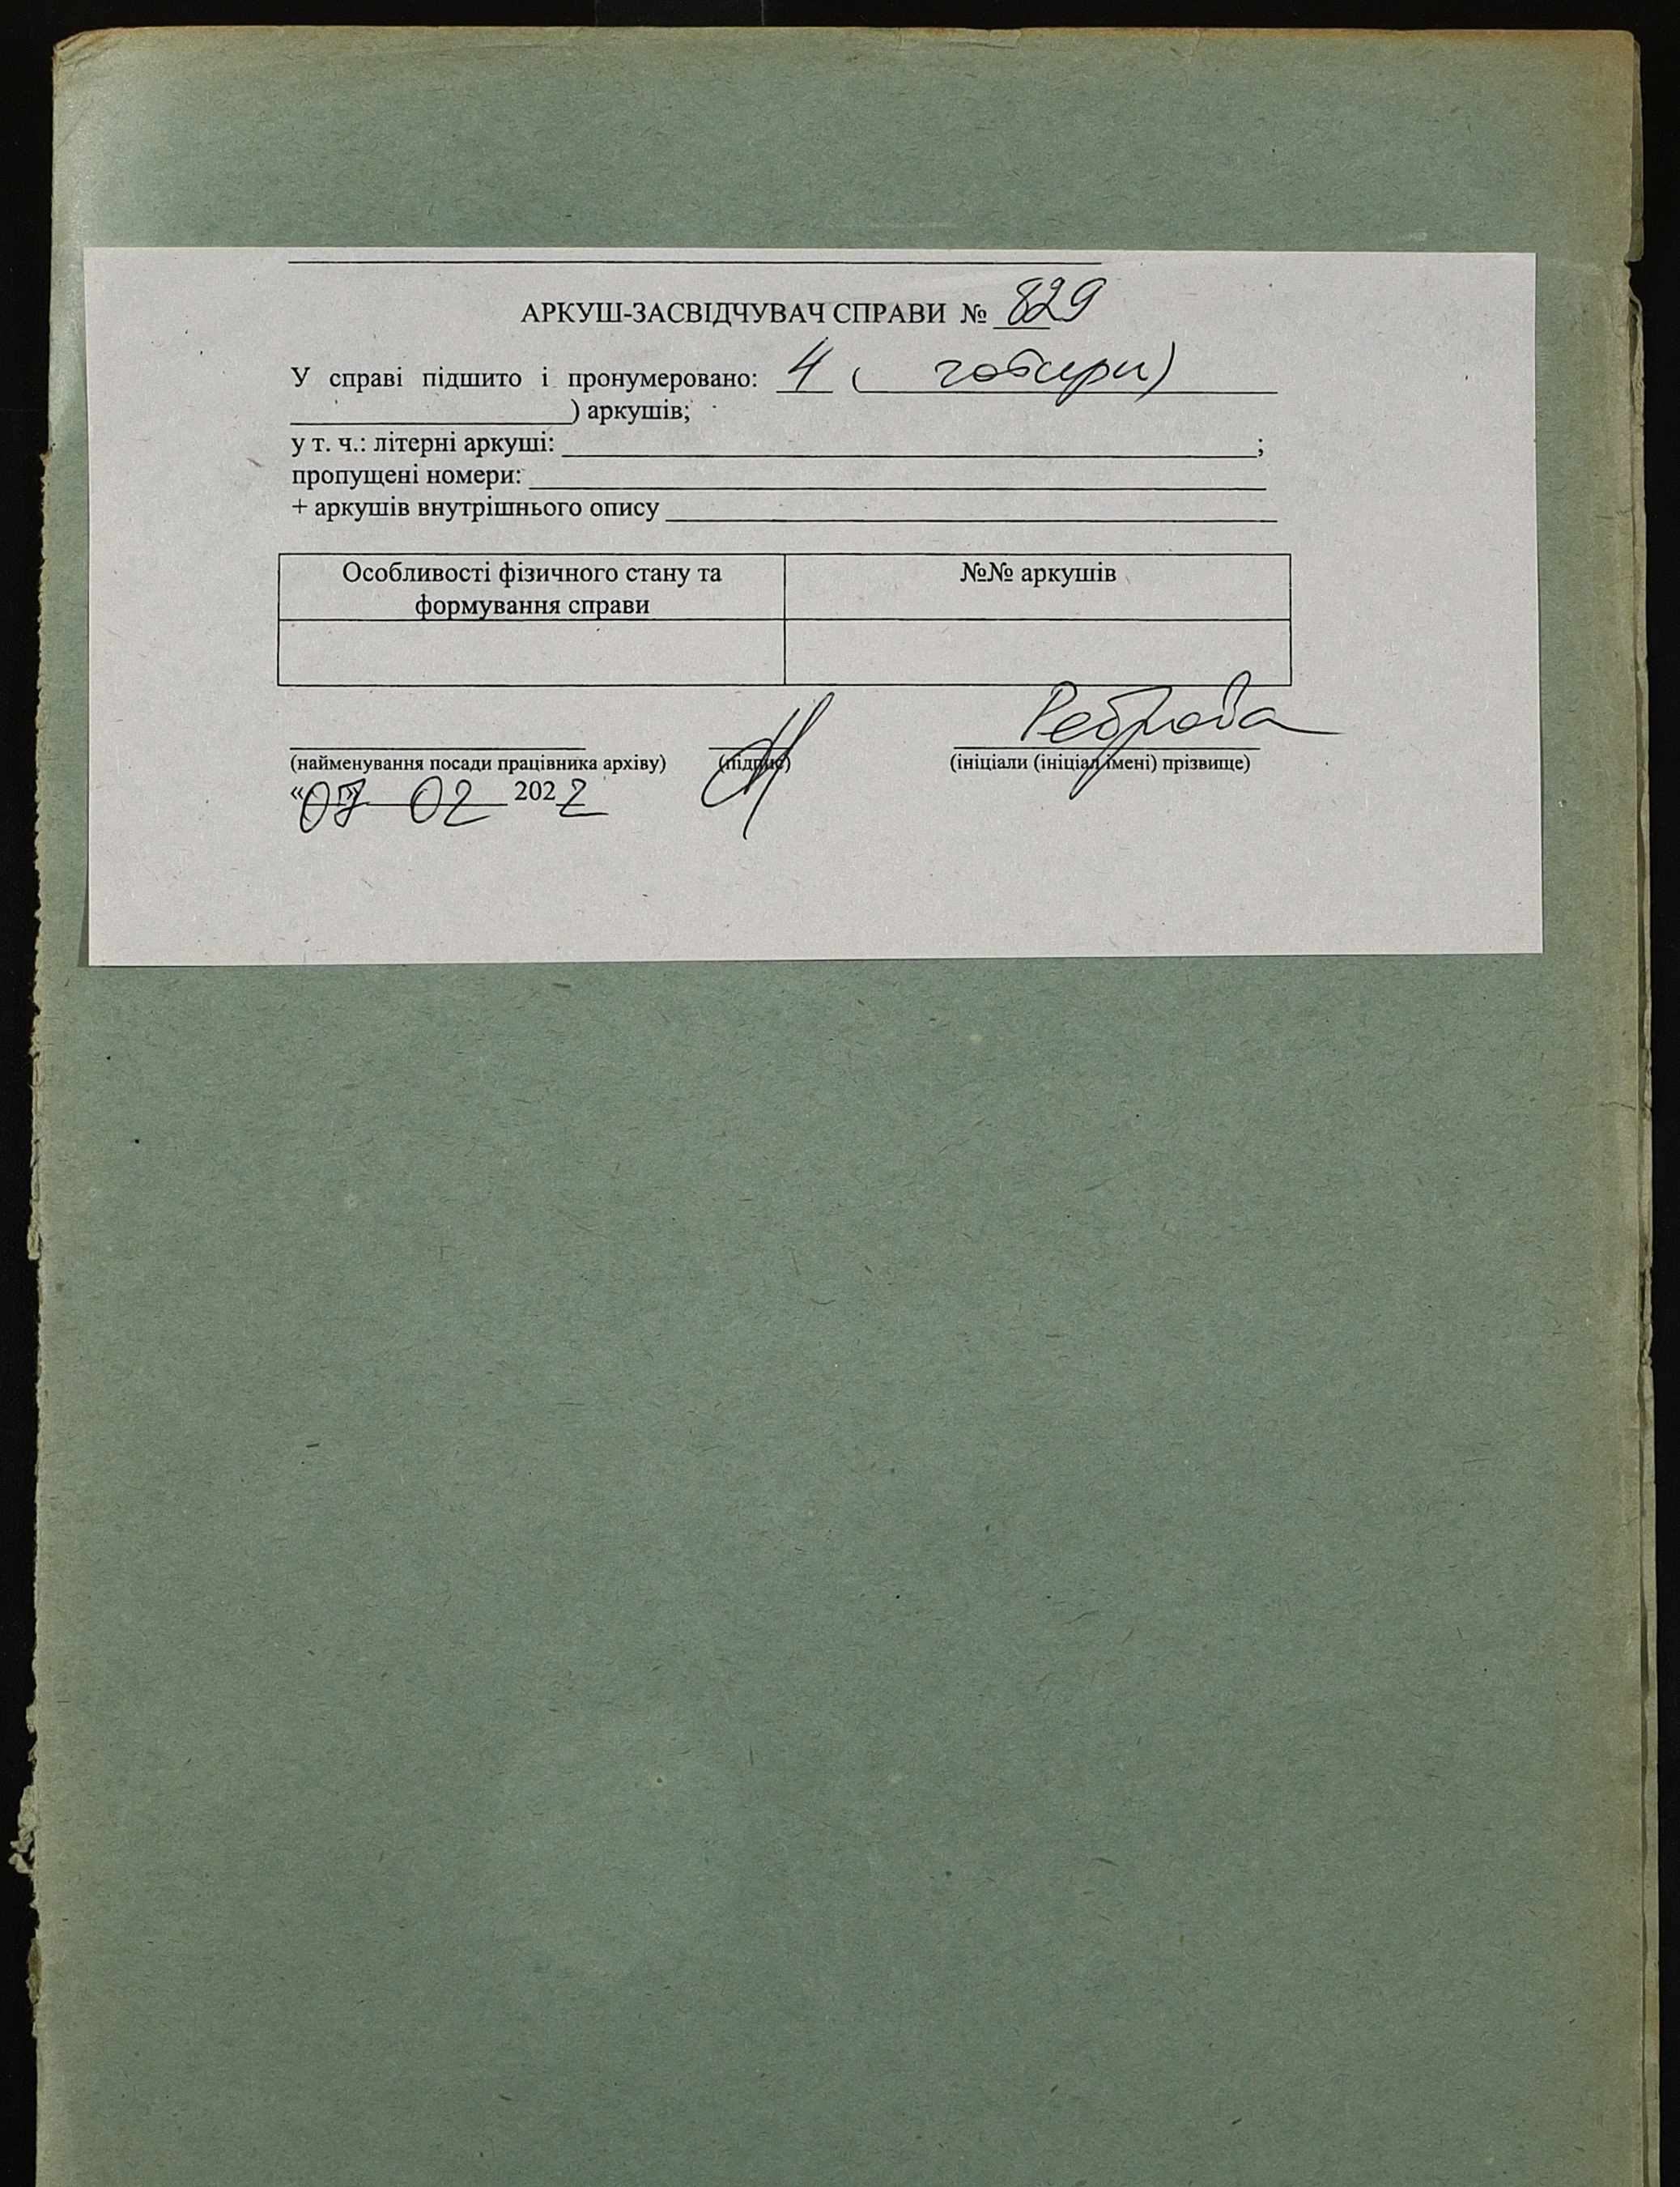 АРКУШ-ЗАСВІДЧУВАЧ СПРАВИ № 829
У справі підшито і пронумеровано: 4 ( чотири)
) аркушів;
у т. ч.: літерні аркуші: ;
пропущені номери:
+ аркушів внутрішнього опису
Особливості фізичного стану та
формування справи
№№ аркушів
Реброва
(найменування посади працівника архіву) (підпис) (ініціали (ініціал імені) прізвище)
«07» 02 2022